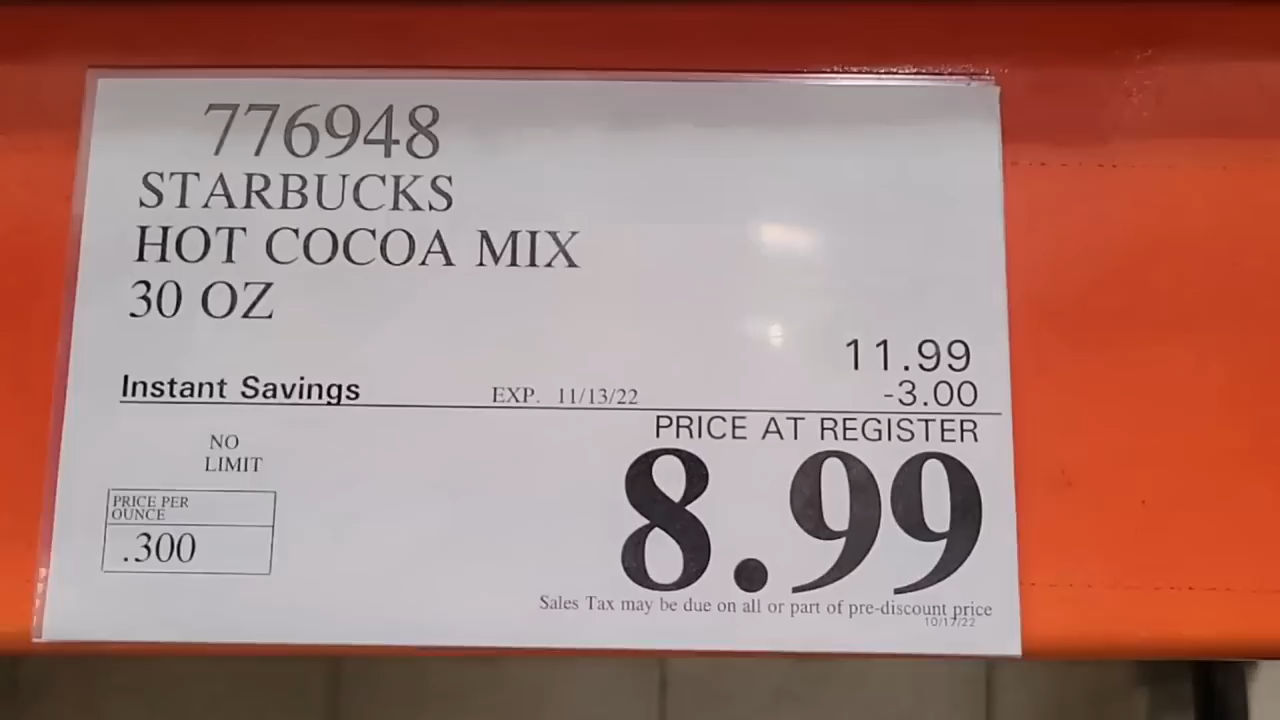 776948
STARBUCKS
HOT COCOA MIX
30 OZ
11.99
Instant Savings EXP. 11/13/22 -3.00
PRICE AT REGISTER
8.99
NO
LIMIT
PRICE PER
OUNCE
.300
Sales Tax may be due on all or part of pre-discount price
10/17/22